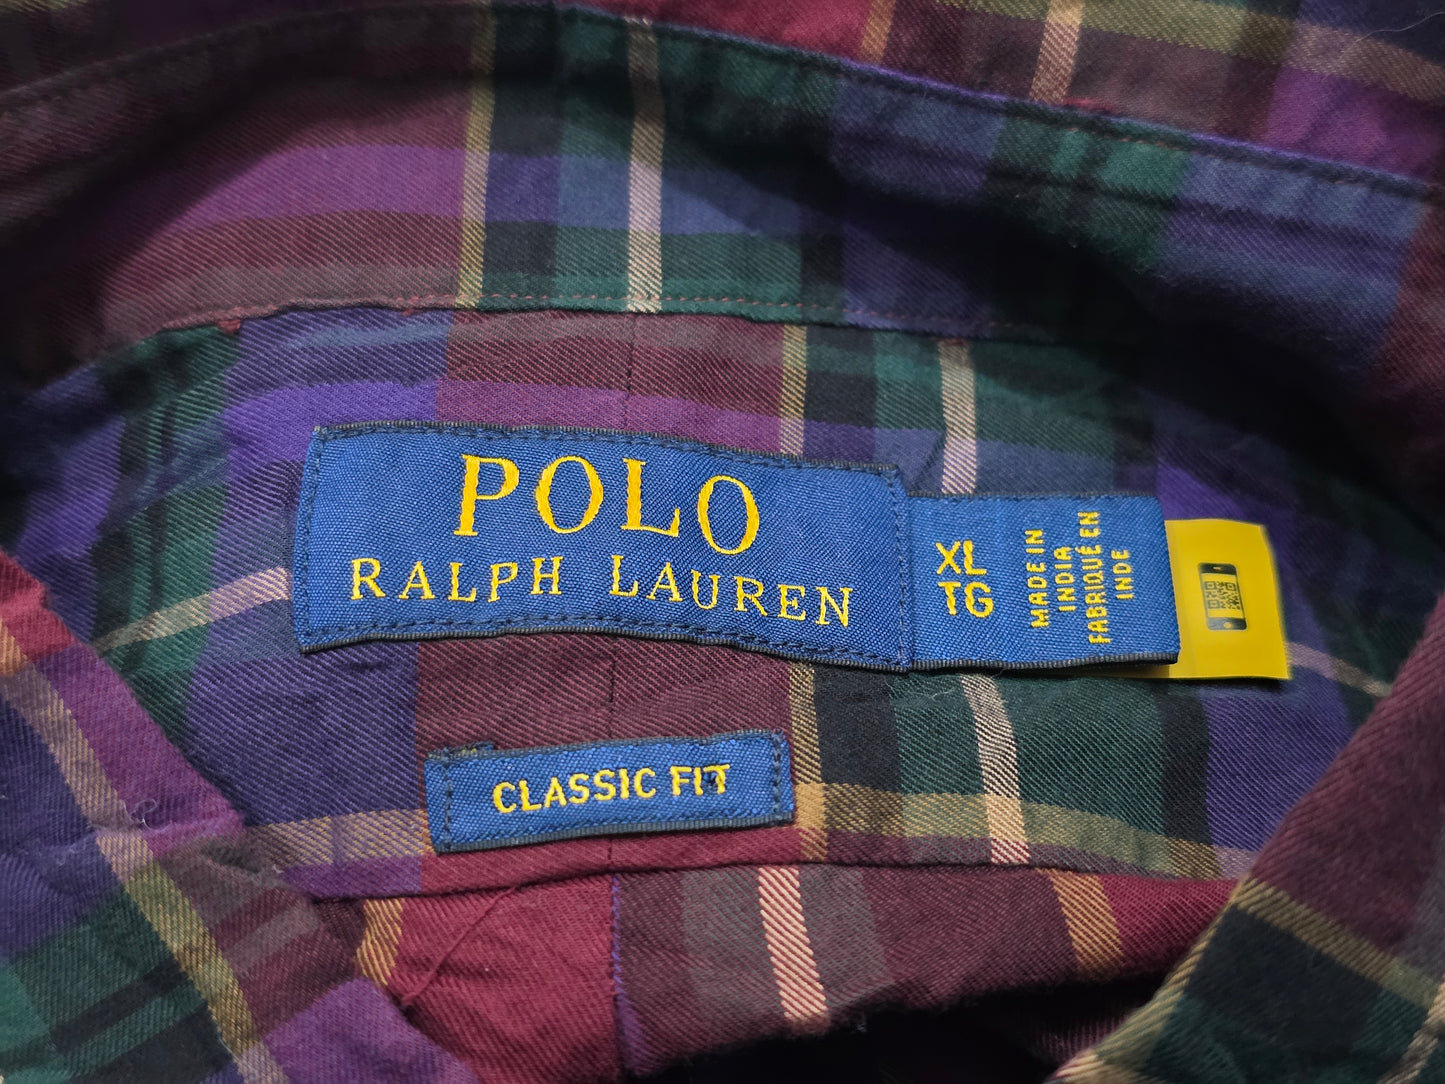 POLO
RALPH LAUREN
XL
TG
MADE IN
INDIA
FABRIQUÉ EN
INDE
CLASSIC FIT